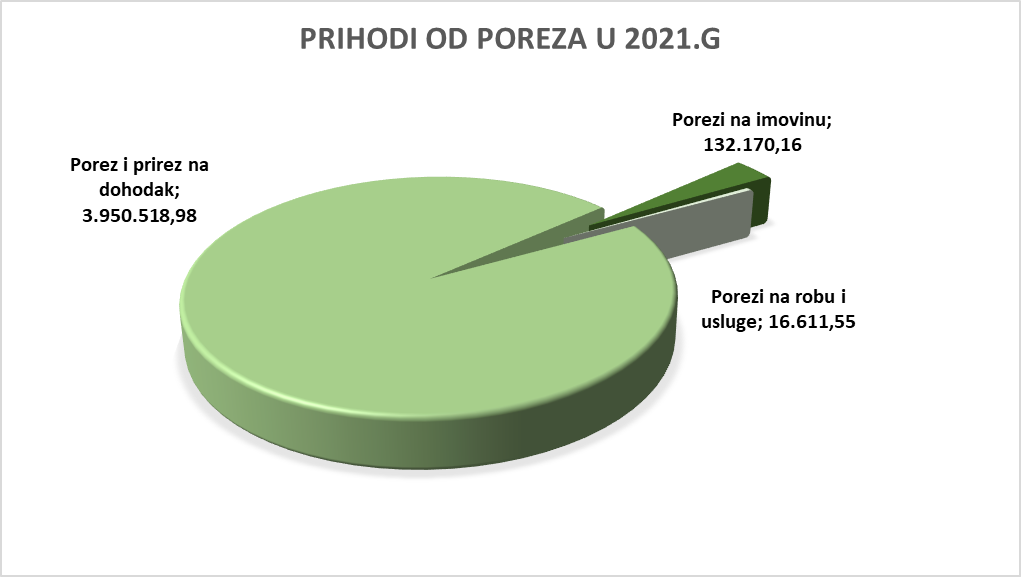 PRIHODI OD POREZA U 2021.G
Porezi na imovinu;
132.170,16
Porez i prirez na
dohodak;
3.950.518,98
Porezi na robu i
usluge; 16.611,55